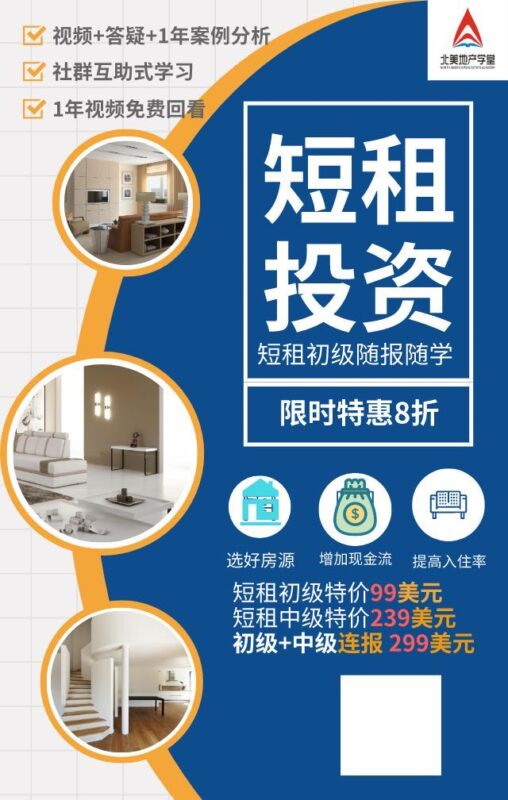 视频+答疑+1年案例分析
社群互助式学习
1年视频免费回看
北美地产学堂
短租
投资
短租初级随报随学
限时特惠8折
选好房源
增加现金流
提高入住率
短租初级特价99美元
短租中级特价239美元
初级+中级连报 299美元